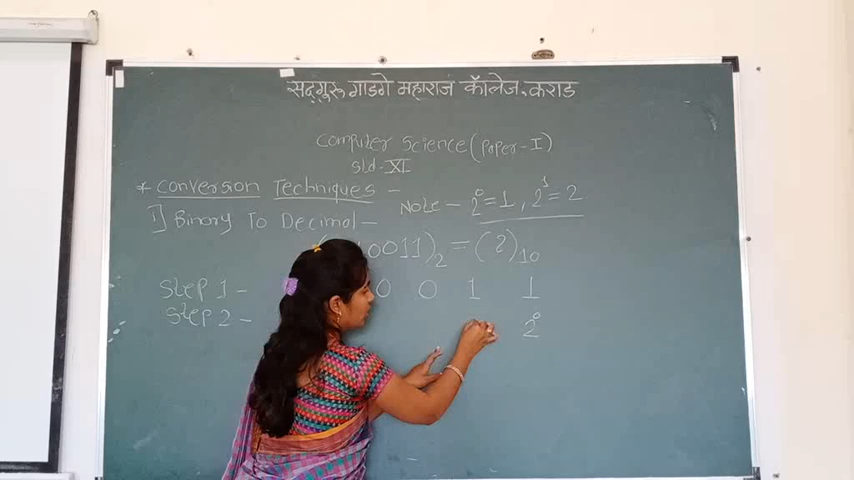 सद्गुरू गाडगे महाराज कॉलेज, कराड
Computer Science (Paper - I)
Std - XI
* Conversion Techniques -
Note - 2⁰ = 1 , 2¹ = 2
1] Binary To Decimal -
0011)₂ = (?)₁₀
Step 1 - 0 0 1 1
Step 2 - 2⁰